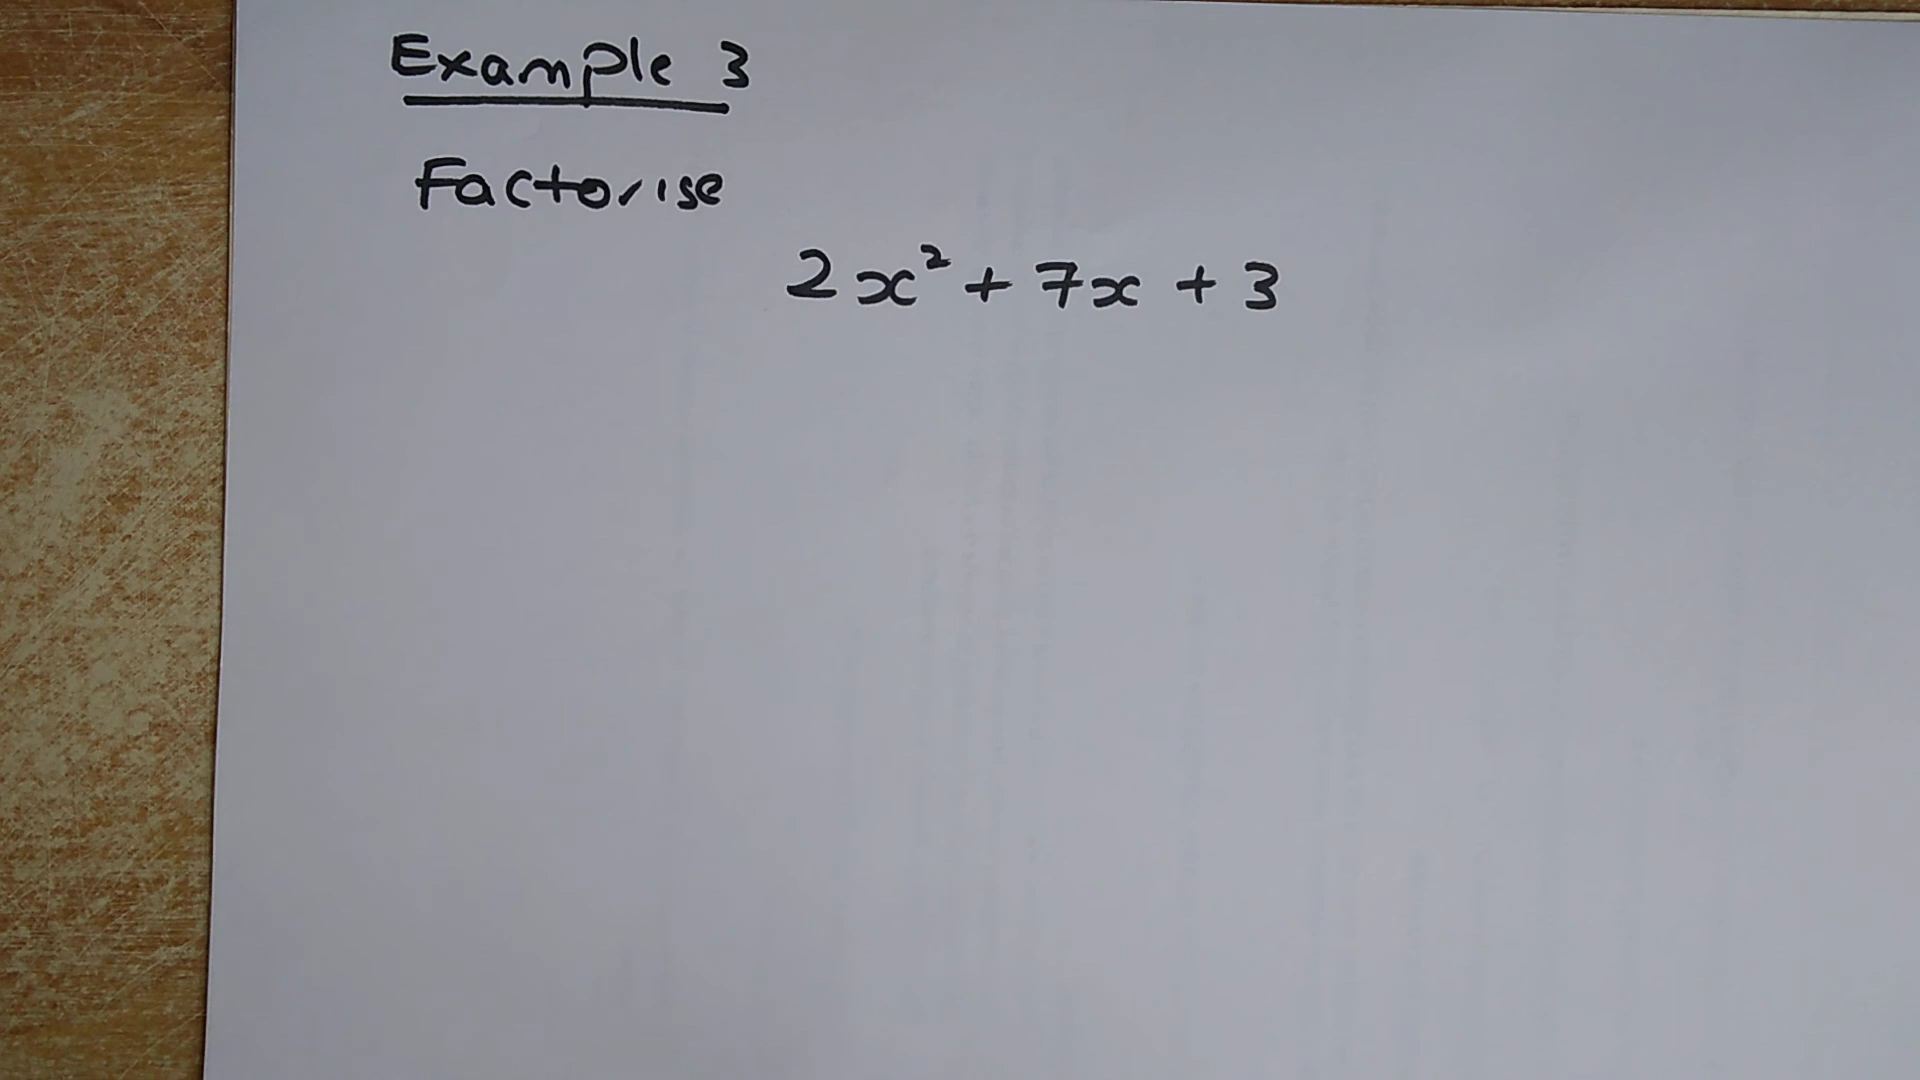 Example 3
Factorise
2x² + 7x + 3